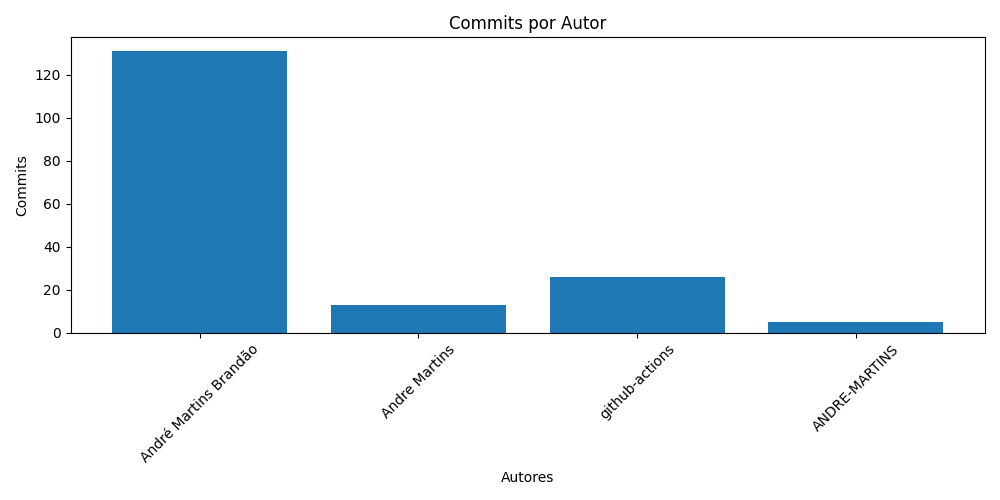 Commits por Autor
Commits
120
100
80
60
40
20
0
André Martins Brandão
Andre Martins
github-actions
ANDRE-MARTINS
Autores